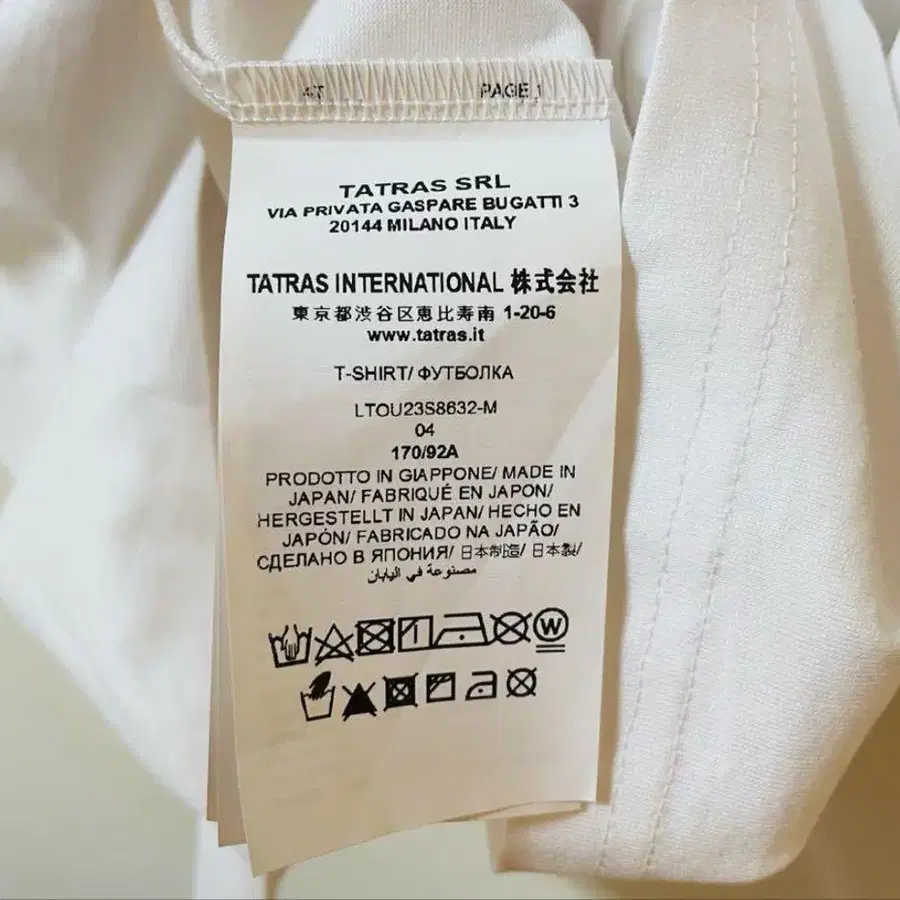 PAGE 1
TATRAS SRL
VIA PRIVATA GASPARE BUGATTI 3
20144 MILANO ITALY
TATRAS INTERNATIONAL 株式会社
東京都渋谷区恵比寿南 1-20-6
www.tatras.it
T-SHIRT/ ФУТБОЛКА
LTOU23S8632-M
04
170/92A
PRODOTTO IN GIAPPONE/ MADE IN
JAPAN/ FABRIQUÉ EN JAPON/
HERGESTELLT IN JAPAN/ HECHO EN
JAPÓN/ FABRICADO NA JAPÃO/
СДЕЛАНО В ЯПОНИЯ/ 日本制造/ 日本製/
مصنوعة في اليابان
W